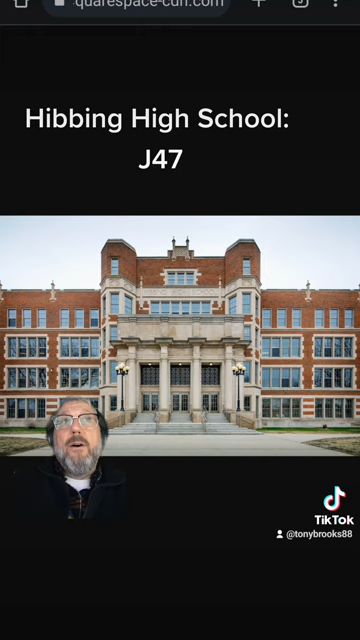 quarespace-cdn.com
Hibbing High School:
J47
TikTok
@tonybrooks88